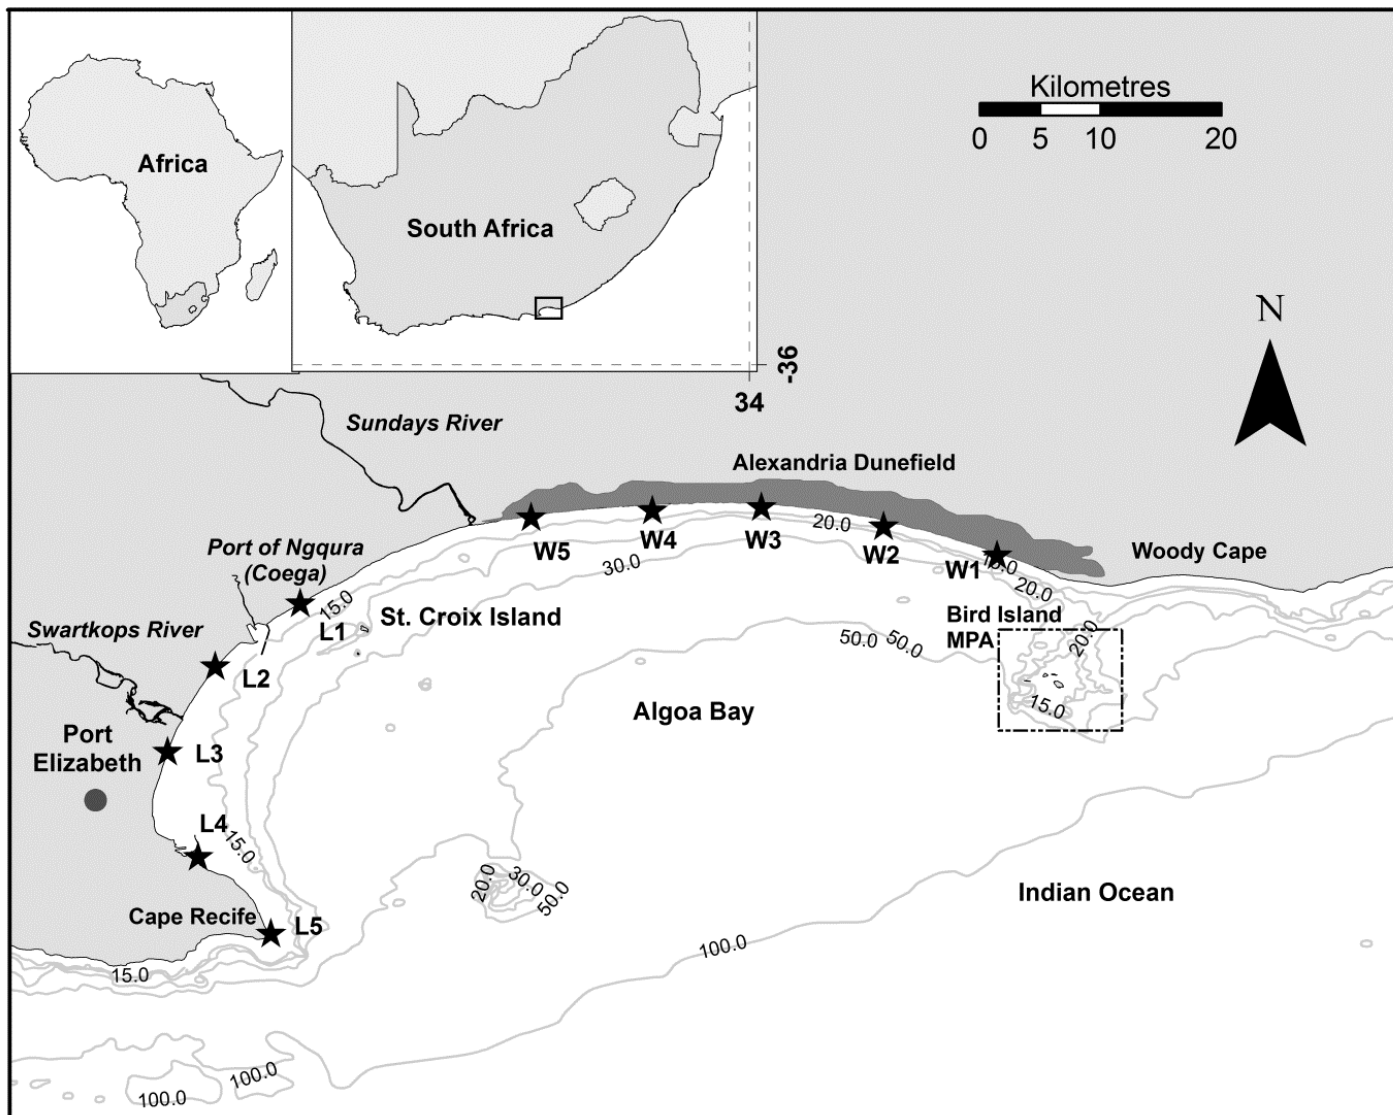 Africa
South Africa
Kilometres
0 5 10 20
N
-36
34
Sundays River
Alexandria Dunefield
Port of Ngqura
(Coega)
Swartkops River
Woody Cape
W5
W4
W3
W2
W1
20.0
15.0
20.0
30.0
15.0
L1
St. Croix Island
Bird Island
MPA
20.0
50.0
50.0
15.0
L2
Algoa Bay
Port
Elizabeth
L3
L4
15.0
20.0
30.0
50.0
Indian Ocean
Cape Recife
L5
100.0
15.0
100.0
100.0